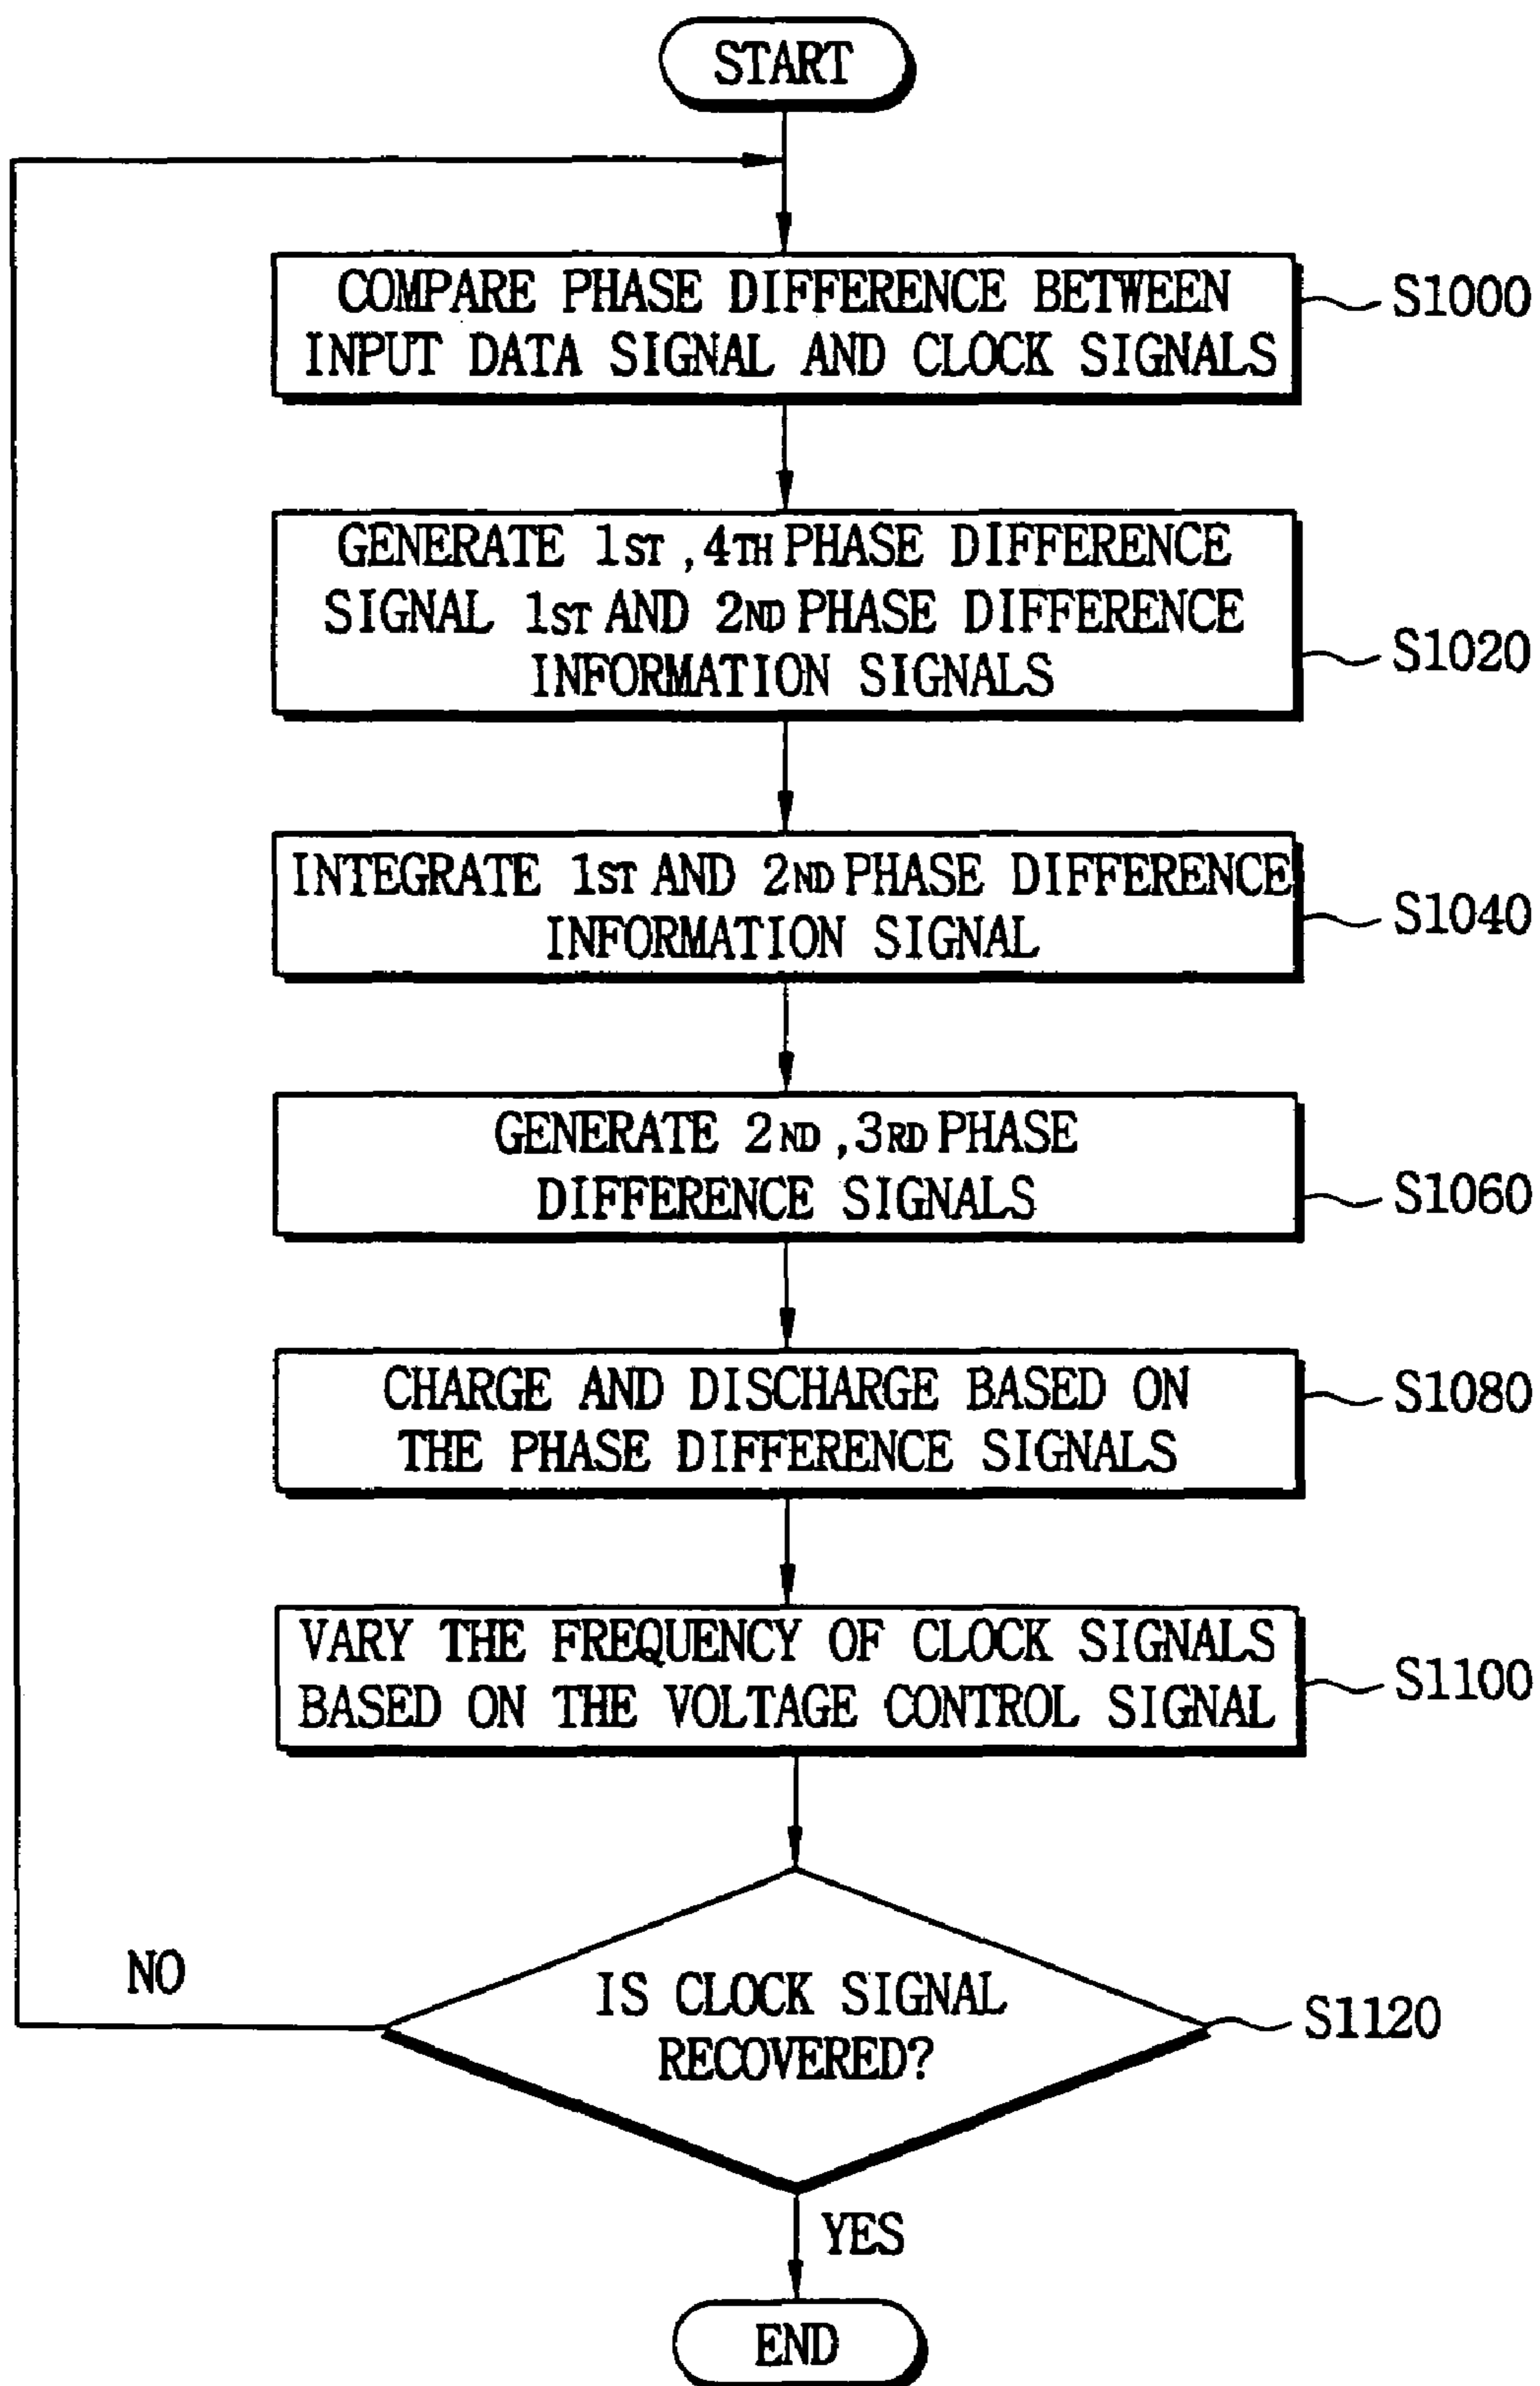 START
COMPARE PHASE DIFFERENCE BETWEEN
INPUT DATA SIGNAL AND CLOCK SIGNALS
S1000
GENERATE 1ST ,4TH PHASE DIFFERENCE
SIGNAL 1ST AND 2ND PHASE DIFFERENCE
INFORMATION SIGNALS
S1020
INTEGRATE 1ST AND 2ND PHASE DIFFERENCE
INFORMATION SIGNAL
S1040
GENERATE 2ND ,3RD PHASE
DIFFERENCE SIGNALS
S1060
CHARGE AND DISCHARGE BASED ON
THE PHASE DIFFERENCE SIGNALS
S1080
VARY THE FREQUENCY OF CLOCK SIGNALS
BASED ON THE VOLTAGE CONTROL SIGNAL
S1100
NO
IS CLOCK SIGNAL
RECOVERED?
S1120
YES
END